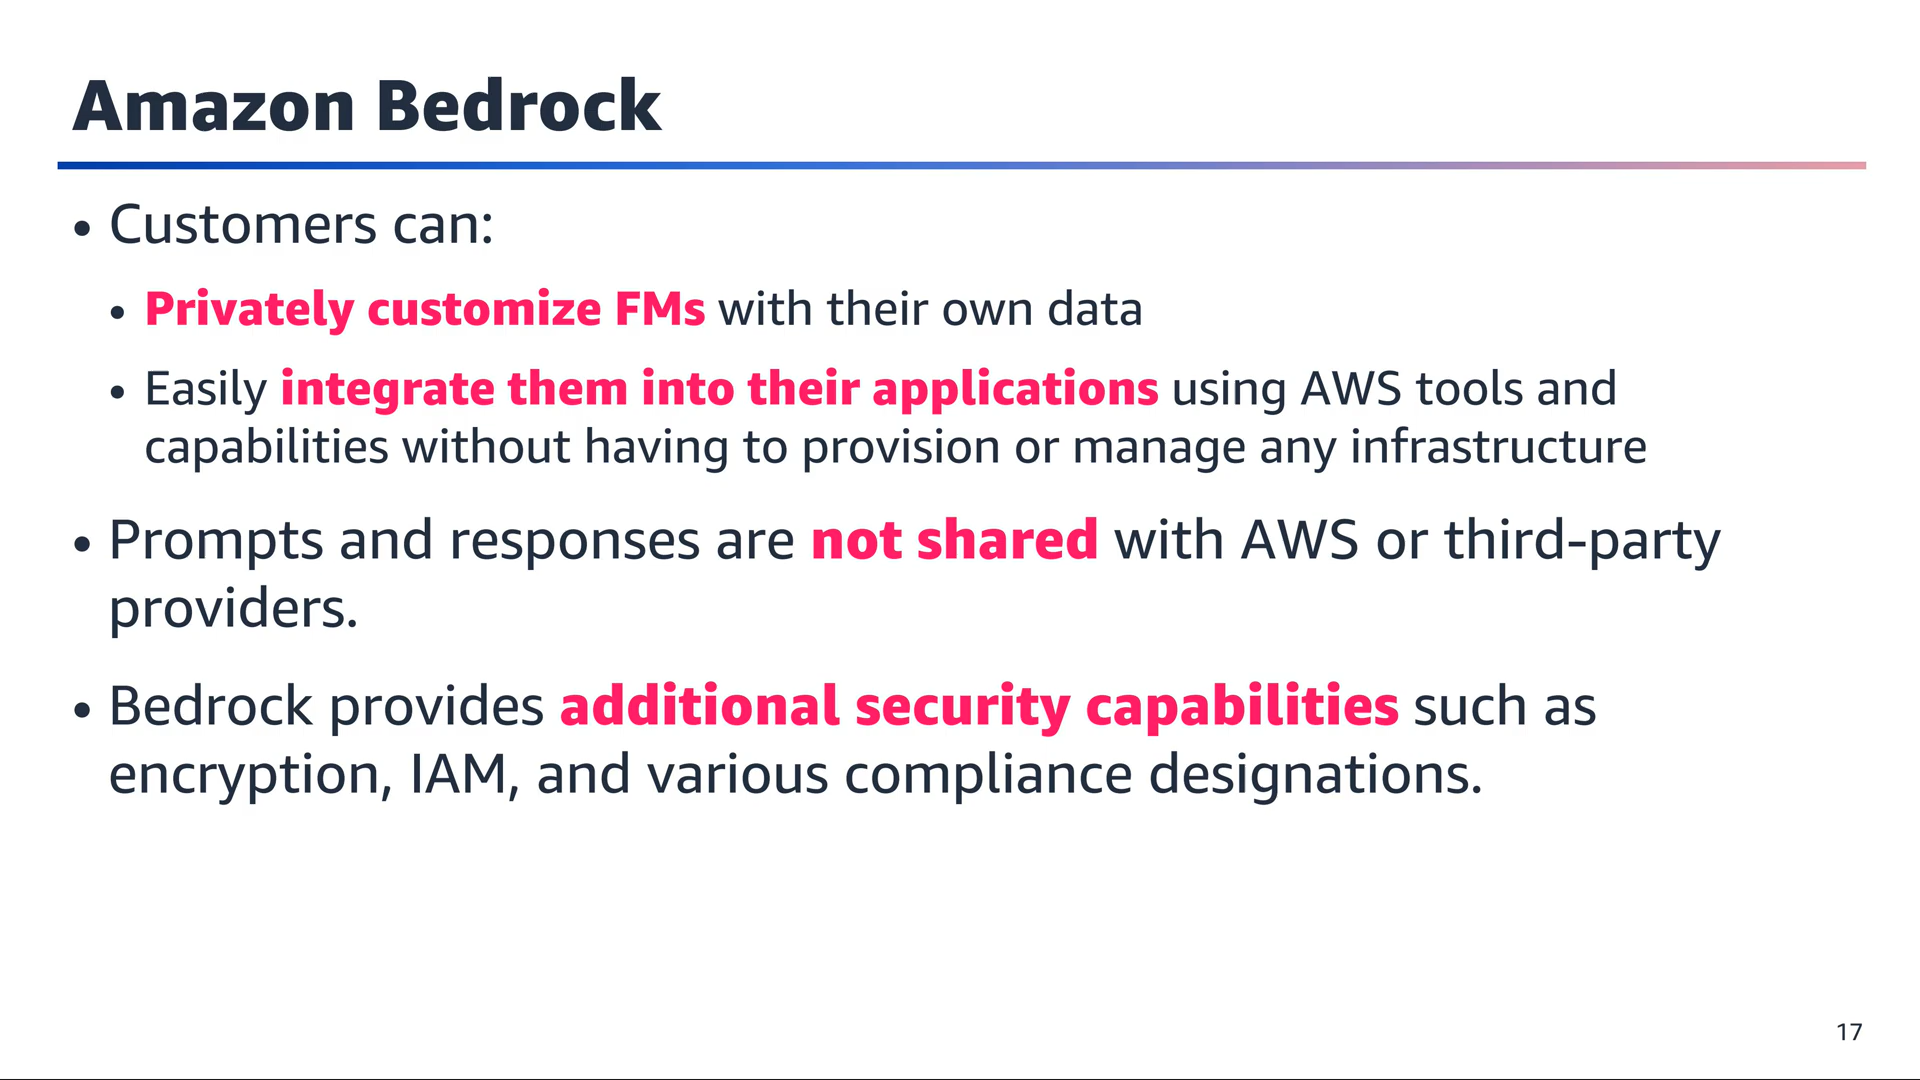 Amazon Bedrock
• Customers can:
• Privately customize FMs with their own data
• Easily integrate them into their applications using AWS tools and
capabilities without having to provision or manage any infrastructure
• Prompts and responses are not shared with AWS or third-party
providers.
• Bedrock provides additional security capabilities such as
encryption, IAM, and various compliance designations.
17